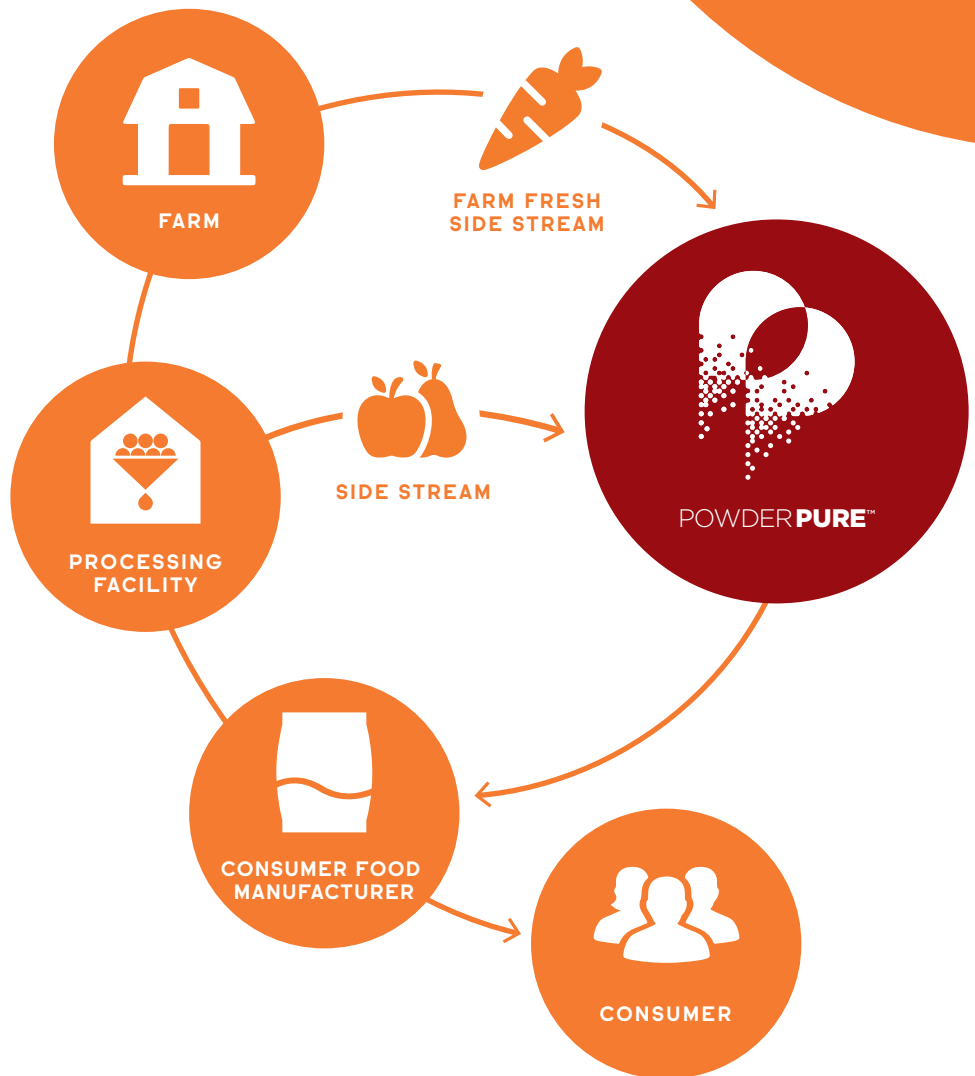 FARM
FARM FRESH
SIDE STREAM
SIDE STREAM
POWDERPURE™
PROCESSING
FACILITY
CONSUMER FOOD
MANUFACTURER
CONSUMER